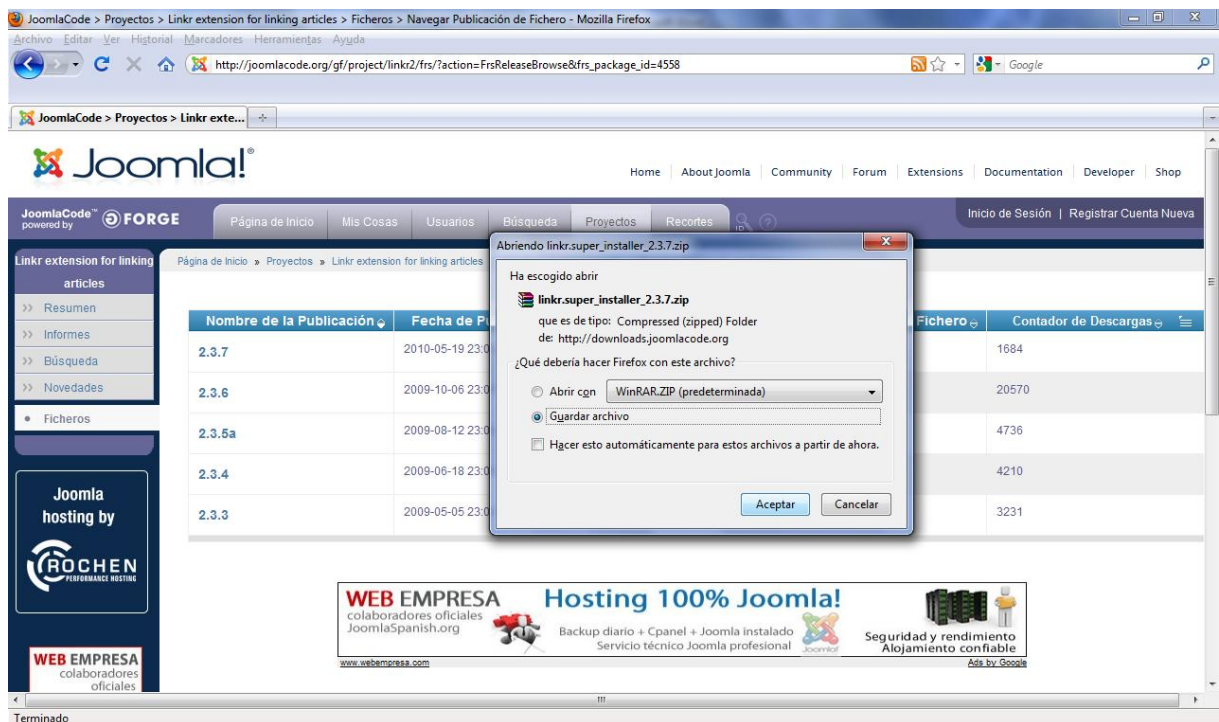 JoomlaCode > Proyectos > Linkr extension for linking articles > Ficheros > Navegar Publicación de Fichero - Mozilla Firefox
Archivo Editar Ver Historial Marcadores Herramientas Ayuda
http://joomlacode.org/gf/project/linkr2/frs/?action=FrsReleaseBrowse&frs_package_id=4558
Google
JoomlaCode > Proyectos > Linkr exte...
Joomla!®
Home | About Joomla | Community | Forum | Extensions | Documentation | Developer | Shop
JoomlaCode™ powered by FORGE
Página de Inicio Mis Cosas Usuarios Búsqueda Proyectos Recortes
Inicio de Sesión | Registrar Cuenta Nueva
Linkr extension for linking
articles
>> Resumen
>> Informes
>> Búsqueda
>> Novedades
• Ficheros
Página de Inicio » Proyectos » Linkr extension for linking articles
Nombre de la Publicación Fecha de Pu Fichero Contador de Descargas
2.3.7 2010-05-19 23:0 1684
2.3.6 2009-10-06 23:0 20570
2.3.5a 2009-08-12 23:0 4736
2.3.4 2009-06-18 23:0 4210
2.3.3 2009-05-05 23:0 3231
Abriendo linkr.super_installer_2.3.7.zip
Ha escogido abrir
linkr.super_installer_2.3.7.zip
que es de tipo: Compressed (zipped) Folder
de: http://downloads.joomlacode.org
¿Qué debería hacer Firefox con este archivo?
Abrir con WinRAR.ZIP (predeterminada)
Guardar archivo
Hacer esto automáticamente para estos archivos a partir de ahora.
Aceptar Cancelar
Joomla
hosting by
ROCHEN
PERFORMANCE HOSTING
WEB EMPRESA
colaboradores
oficiales
WEB EMPRESA
colaboradores oficiales
JoomlaSpanish.org
Hosting 100% Joomla!
Backup diario + Cpanel + Joomla instalado
Servicio técnico Joomla profesional
Joomla!
Seguridad y rendimiento
Alojamiento confiable
www.webempresa.com
Ads by Google
Terminado